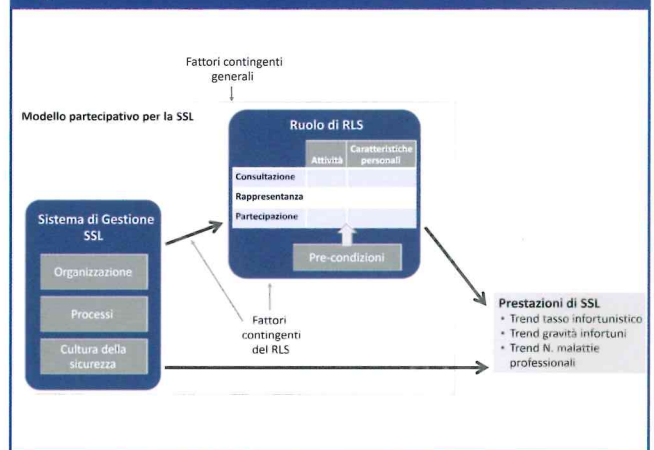 Fattori contingenti
generali
Modello partecipativo per la SSL
Ruolo di RLS
Attività
Caratteristiche
personali
Consultazione
Rappresentanza
Partecipazione
Pre-condizioni
Sistema di Gestione
SSL
Organizzazione
Processi
Cultura della
sicurezza
Fattori
contingenti
del RLS
Prestazioni di SSL
• Trend tasso infortunistico
• Trend gravità infortuni
• Trend N. malattie
professionali